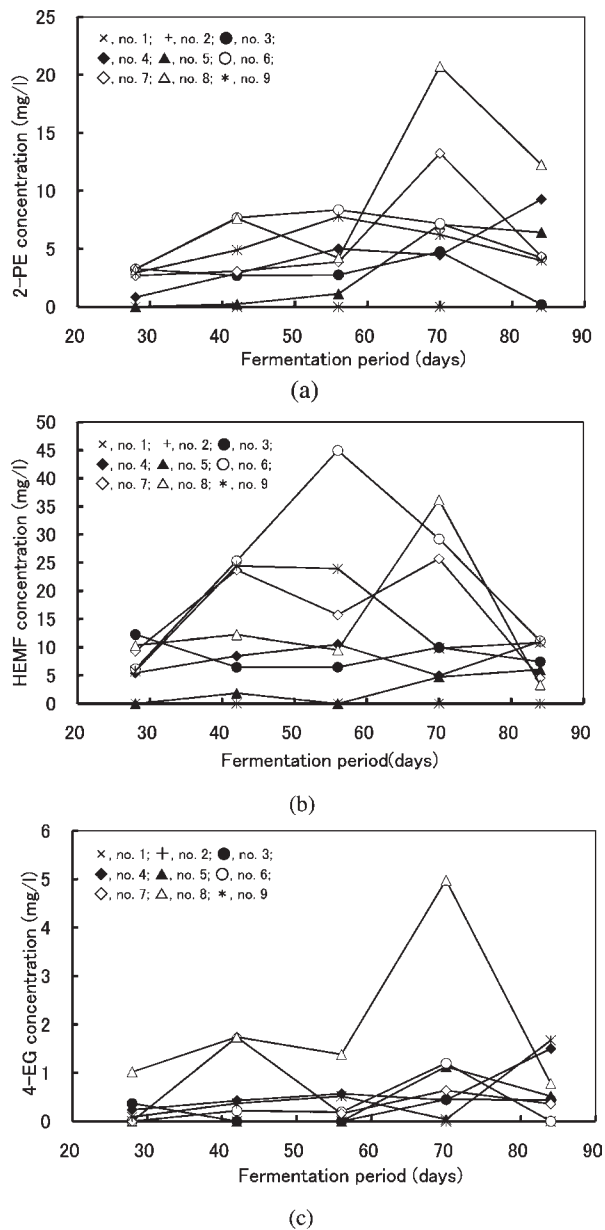 25
20
15
10
5
0
2-PE concentration (mg/l)
×, no. 1; +, no. 2; ●, no. 3;
◆, no. 4; ▲, no. 5; ○, no. 6;
◇, no. 7; △, no. 8; ✳, no. 9
20 30 40 50 60 70 80 90
Fermentation period (days)
(a)
50
45
40
35
30
25
20
15
10
5
0
HEMF concentration (mg/l)
×, no. 1; +, no. 2; ●, no. 3;
◆, no. 4; ▲, no. 5; ○, no. 6;
◇, no. 7; △, no. 8; ✳, no. 9
20 30 40 50 60 70 80 90
Fermentation period(days)
(b)
6
5
4
3
2
1
0
4-EG concentration (mg/l)
×, no. 1; +, no. 2; ●, no. 3;
◆, no. 4; ▲, no. 5; ○, no. 6;
◇, no. 7; △, no. 8; ✳, no. 9
20 30 40 50 60 70 80 90
Fermentation period (days)
(c)